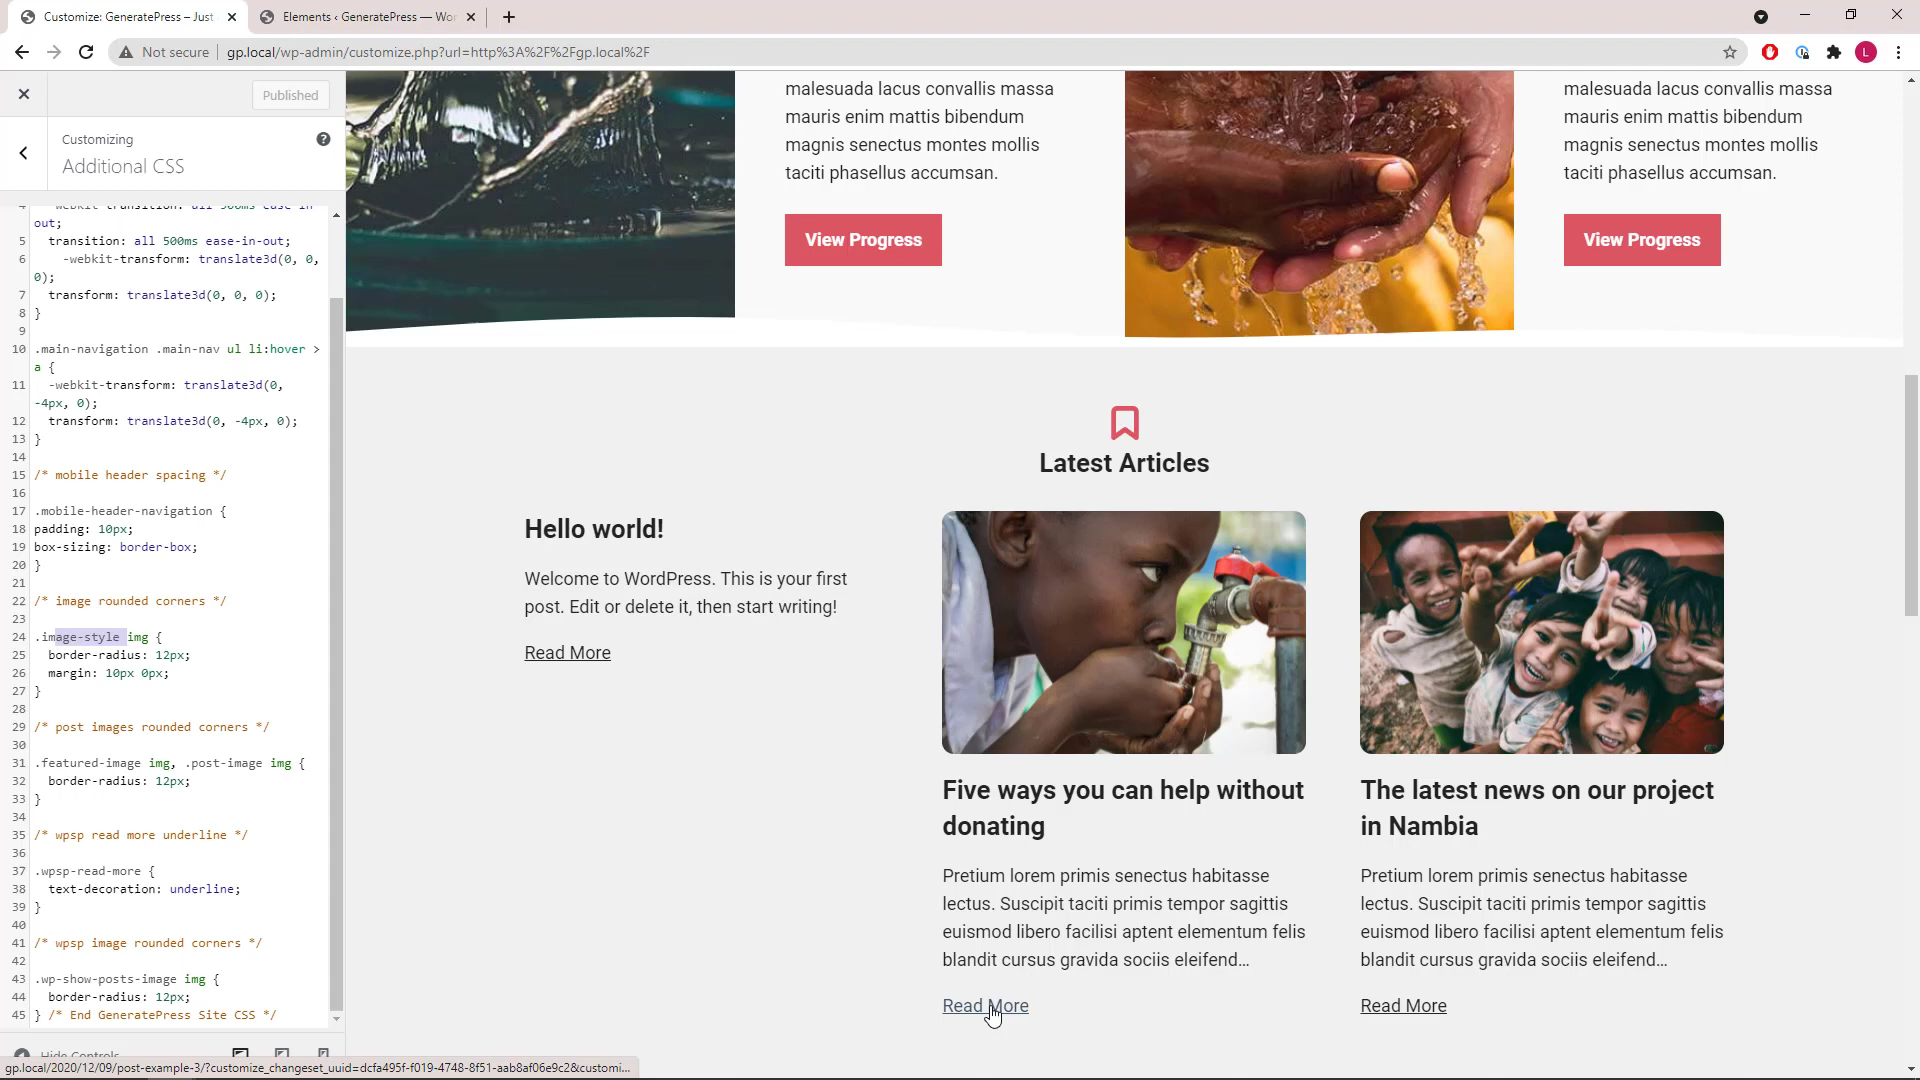 Customize: GeneratePress – Just
Elements ‹ GeneratePress — Wor
Not secure
gp.local/wp-admin/customize.php?url=http%3A%2F%2Fgp.local%2F
L
Published
Customizing
Additional CSS
4 -webkit-transition: all 500ms ease-in-
out;
5 transition: all 500ms ease-in-out;
6 -webkit-transform: translate3d(0, 0,
0);
7 transform: translate3d(0, 0, 0);
8 }
9
10 .main-navigation .main-nav ul li:hover >
a {
11 -webkit-transform: translate3d(0,
-4px, 0);
12 transform: translate3d(0, -4px, 0);
13 }
14
15 /* mobile header spacing */
16
17 .mobile-header-navigation {
18 padding: 10px;
19 box-sizing: border-box;
20 }
21
22 /* image rounded corners */
23
24 .image-style img {
25 border-radius: 12px;
26 margin: 10px 0px;
27 }
28
29 /* post images rounded corners */
30
31 .featured-image img, .post-image img {
32 border-radius: 12px;
33 }
34
35 /* wpsp read more underline */
36
37 .wpsp-read-more {
38 text-decoration: underline;
39 }
40
41 /* wpsp image rounded corners */
42
43 .wp-show-posts-image img {
44 border-radius: 12px;
45 } /* End GeneratePress Site CSS */
Hide Controls
gp.local/2020/12/09/post-example-3/?customize_changeset_uuid=dcfa495f-f019-4748-8f51-aab8af06e9c2&customi...
malesuada lacus convallis massa
mauris enim mattis bibendum
magnis senectus montes mollis
taciti phasellus accumsan.
View Progress
malesuada lacus convallis massa
mauris enim mattis bibendum
magnis senectus montes mollis
taciti phasellus accumsan.
View Progress
Latest Articles
Hello world!
Welcome to WordPress. This is your first
post. Edit or delete it, then start writing!
Read More
Five ways you can help without
donating
Pretium lorem primis senectus habitasse
lectus. Suscipit taciti primis tempor sagittis
euismod libero facilisi aptent elementum felis
blandit cursus gravida sociis eleifend...
Read More
The latest news on our project
in Nambia
Pretium lorem primis senectus habitasse
lectus. Suscipit taciti primis tempor sagittis
euismod libero facilisi aptent elementum felis
blandit cursus gravida sociis eleifend...
Read More